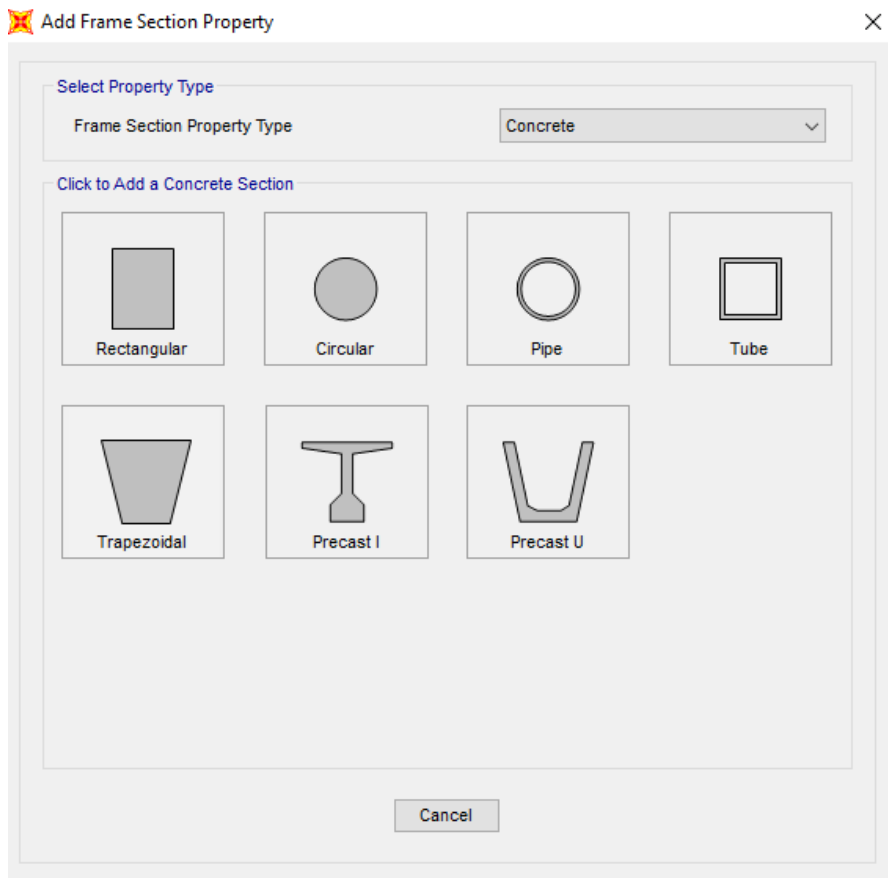 Add Frame Section Property
Select Property Type
Frame Section Property Type
Concrete
Click to Add a Concrete Section
Rectangular
Circular
Pipe
Tube
Trapezoidal
Precast I
Precast U
Cancel